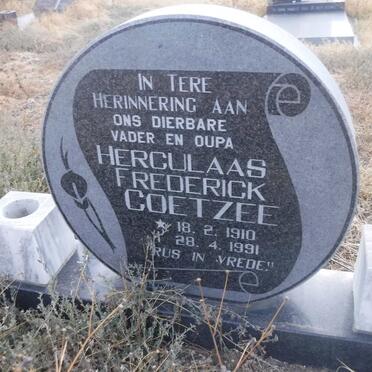 IN TERE
HERINNERING AAN
ONS DIERBARE
VADER EN OUPA
HERCULAAS
FREDERICK
COETZEE
* 18.2.1910
28.4.1991
"RUS IN VREDE"